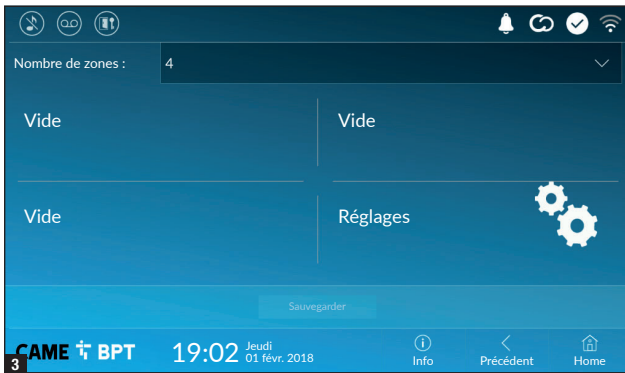 Nombre de zones :
4
Vide
Vide
Vide
Réglages
Sauvegarder
CAME BPT
19:02
Jeudi
01 févr. 2018
Info
Précédent
Home
3